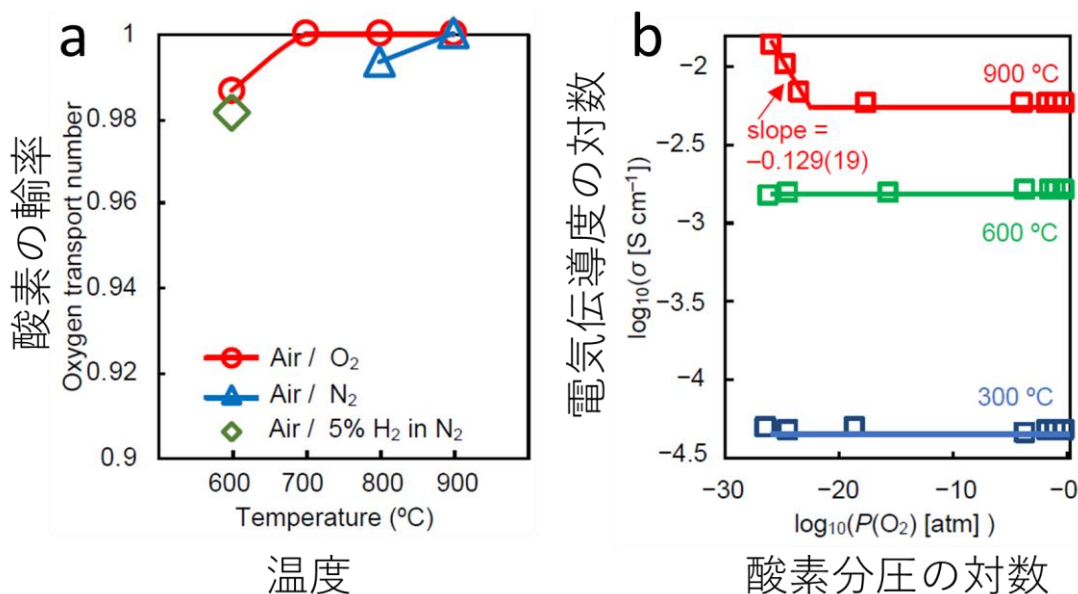 a
酸素の輸率
Oxygen transport number
1
0.98
0.96
0.94
0.92
0.9
Air / O₂
Air / N₂
Air / 5% H₂ in N₂
600 700 800 900
Temperature (ºC)
温度
b
電気伝導度の対数
log₁₀(σ [S cm⁻¹])
−2
−2.5
−3
−3.5
−4
−4.5
900 ºC
slope =
−0.129(19)
600 ºC
300 ºC
−30 −20 −10 −0
log₁₀(P(O₂) [atm] )
酸素分圧の対数